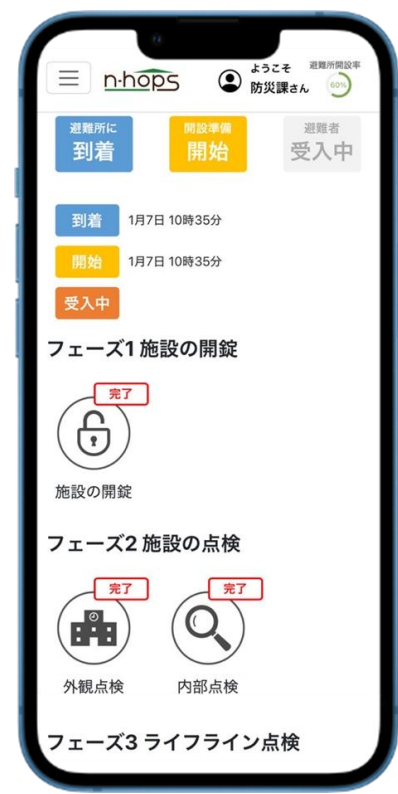 n·hops
ようこそ
防災課さん
避難所開設率
60%
避難所に
到着
開設準備
開始
避難者
受入中
到着 1月7日 10時35分
開始 1月7日 10時35分
受入中
フェーズ1 施設の開錠
完了
施設の開錠
フェーズ2 施設の点検
完了 完了
外観点検 内部点検
フェーズ3 ライフライン点検